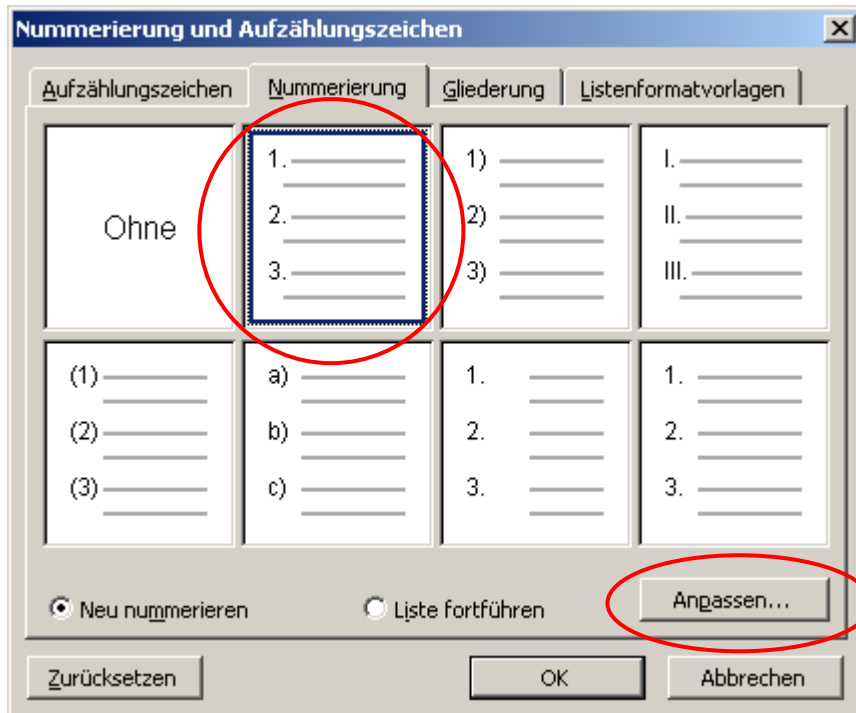 Nummerierung und Aufzählungszeichen
Aufzählungszeichen Nummerierung Gliederung Listenformatvorlagen
Ohne
1.
2.
3.
1)
2)
3)
I.
II.
III.
(1)
(2)
(3)
a)
b)
c)
1.
2.
3.
1.
2.
3.
Neu nummerieren Liste fortführen Anpassen...
Zurücksetzen OK Abbrechen